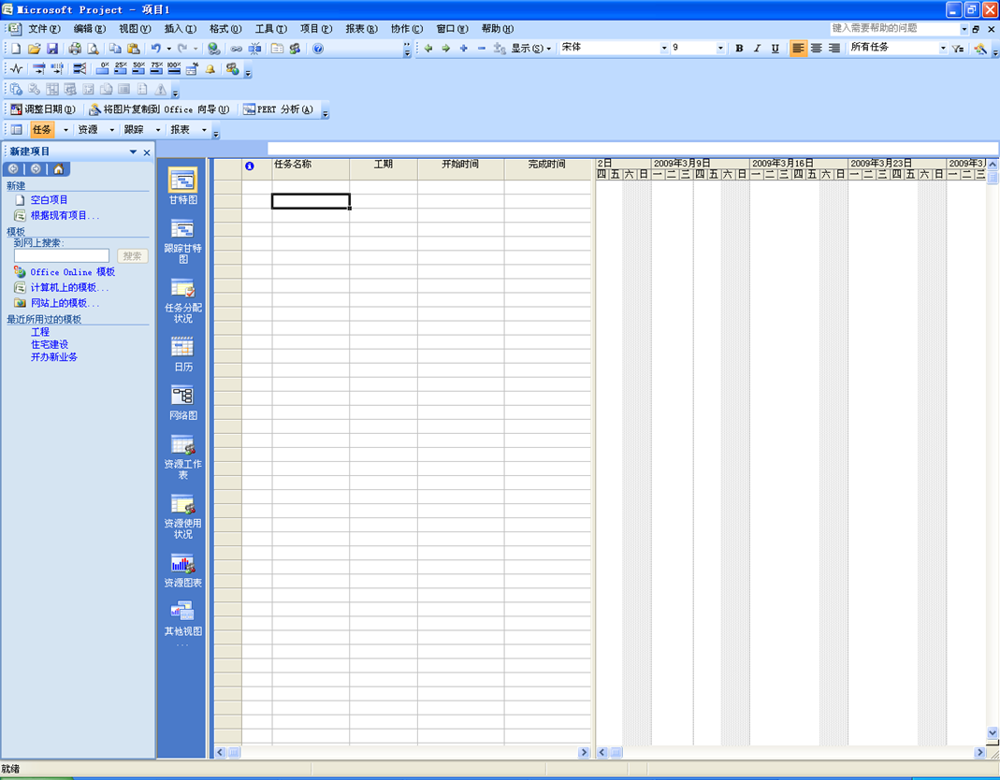 Microsoft Project - 项目1
文件(F) 编辑(E) 视图(V) 插入(I) 格式(O) 工具(T) 项目(P) 报表(R) 协作(C) 窗口(W) 帮助(H) 键入需要帮助的问题
显示(S) 宋体 9 B I U 所有任务
0% 25% 50% 75% 100%
调整日期(D) 将图片复制到 Office 向导(U) PERT 分析(A)
任务 资源 跟踪 报表
新建项目
新建
空白项目
根据现有项目...
模板
到网上搜索:
搜索
Office Online 模板
计算机上的模板...
网站上的模板...
最近所用过的模板
工程
住宅建设
开办新业务
甘特图
跟踪甘特
图
任务分配
状况
日历
网络图
资源工作
表
资源使用
状况
资源图表
其他视图
...
任务名称 工期 开始时间 完成时间
2日 2009年3月9日 2009年3月16日 2009年3月23日 2009年3月
四 五 六 日 一 二 三 四 五 六 日 一 二 三 四 五 六 日 一 二 三 四 五 六 日 一 二 三
就绪